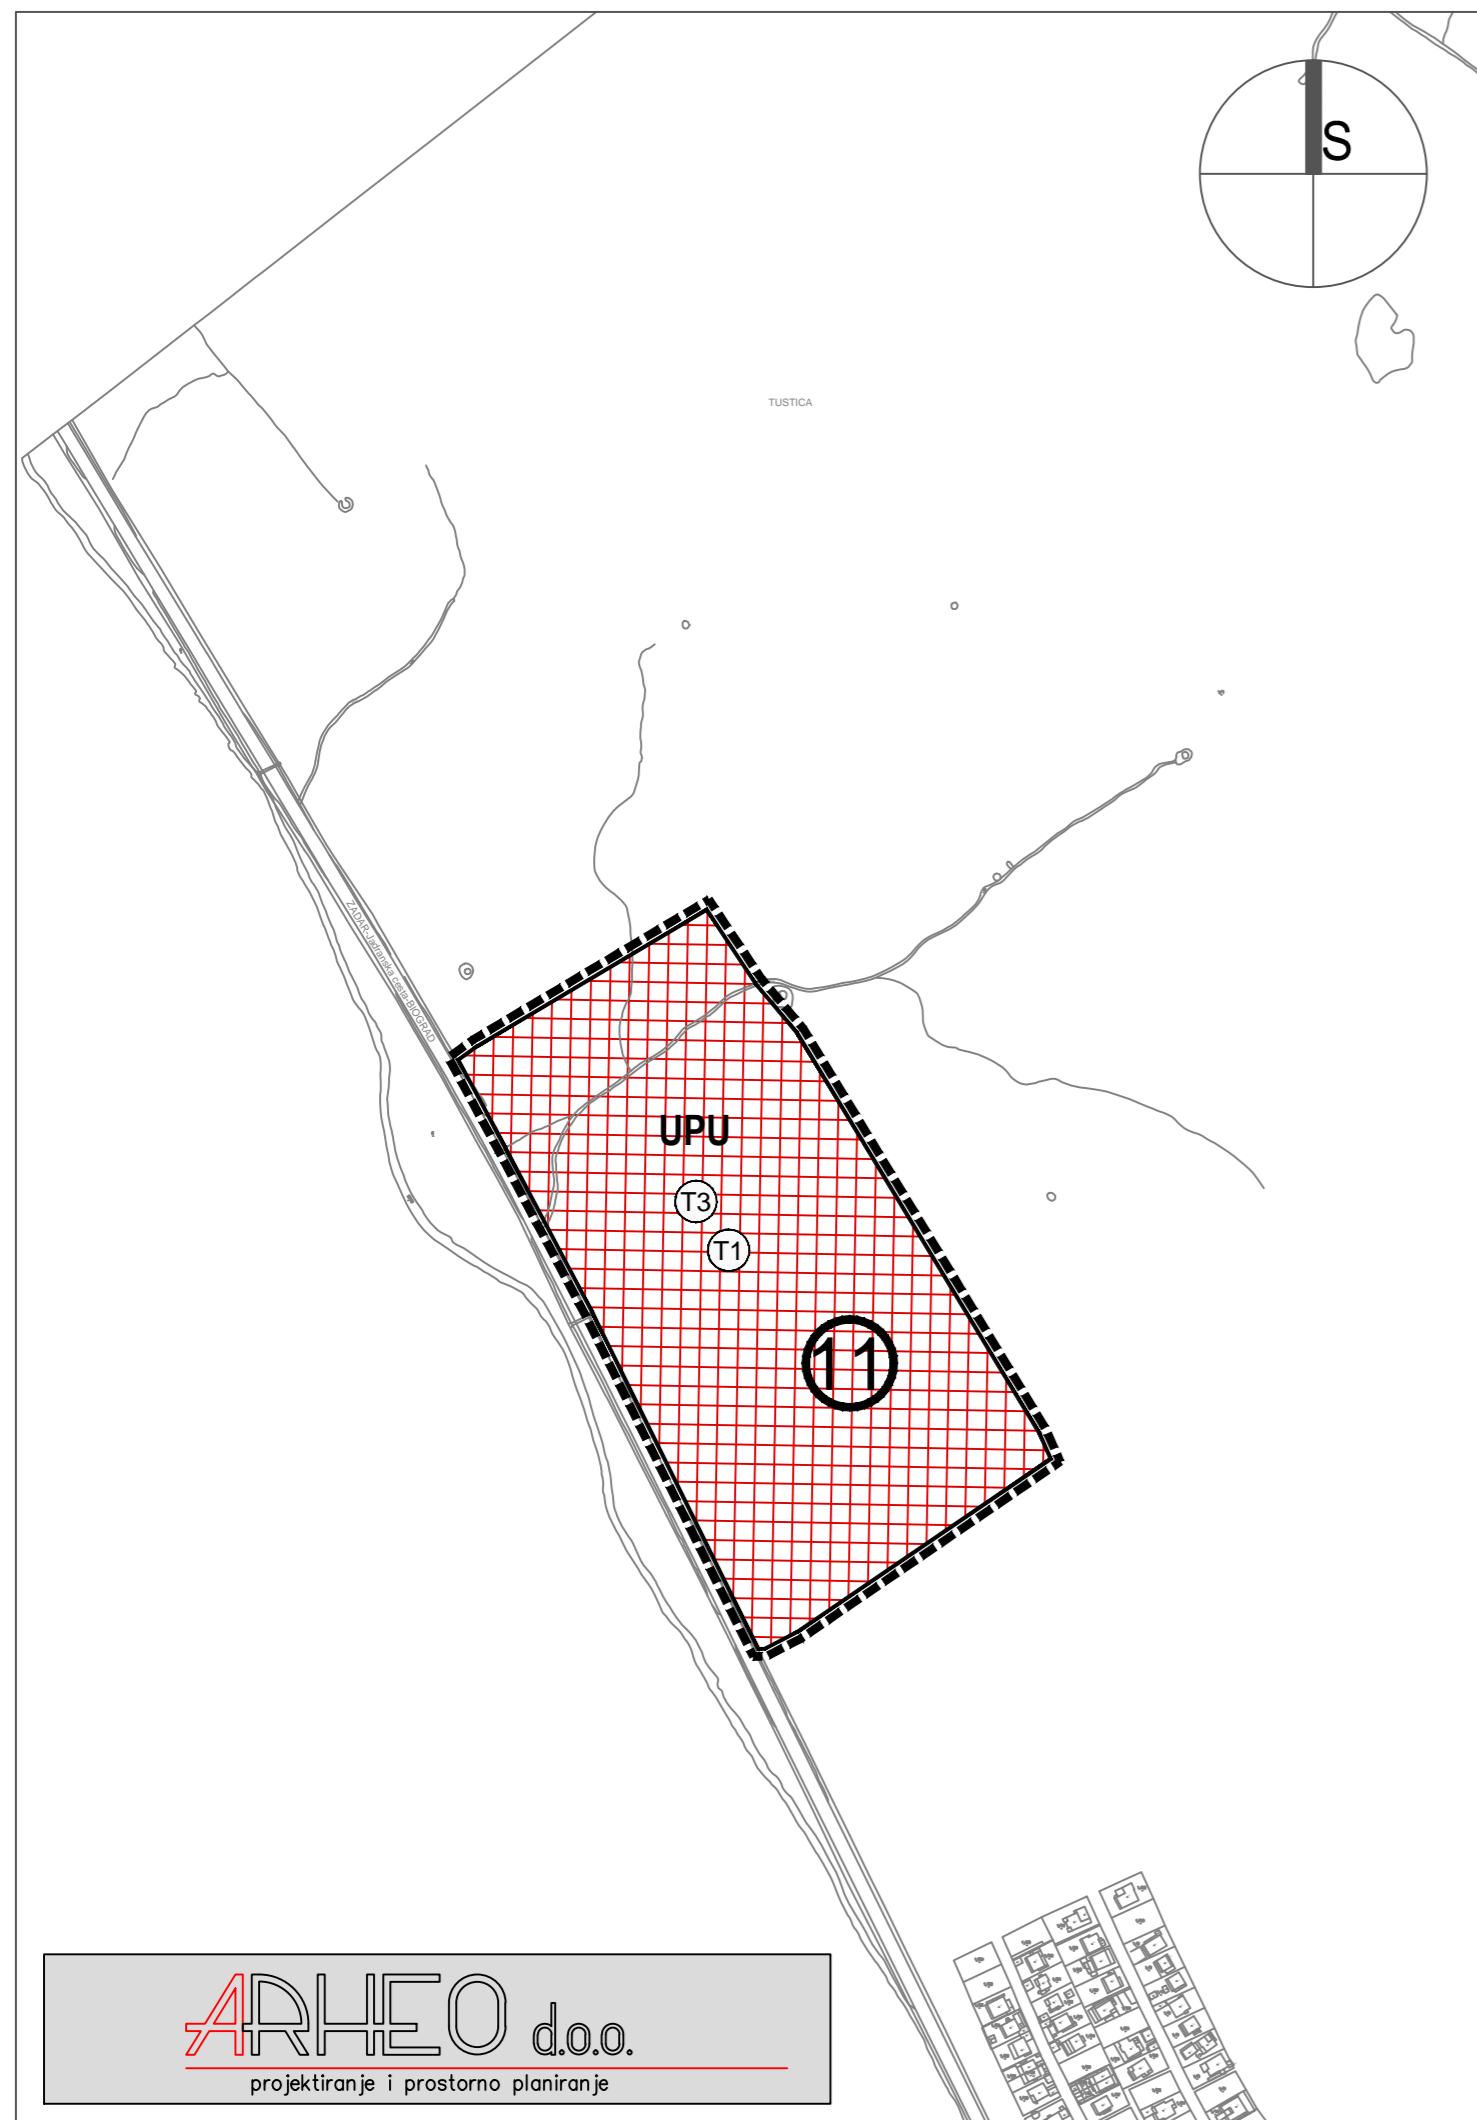 S
TUSTICA
ZADAR-Jadranska cesta-BIOGRAD
UPU
T3
T1
11
ARHEO d.o.o.
projektiranje i prostorno planiranje